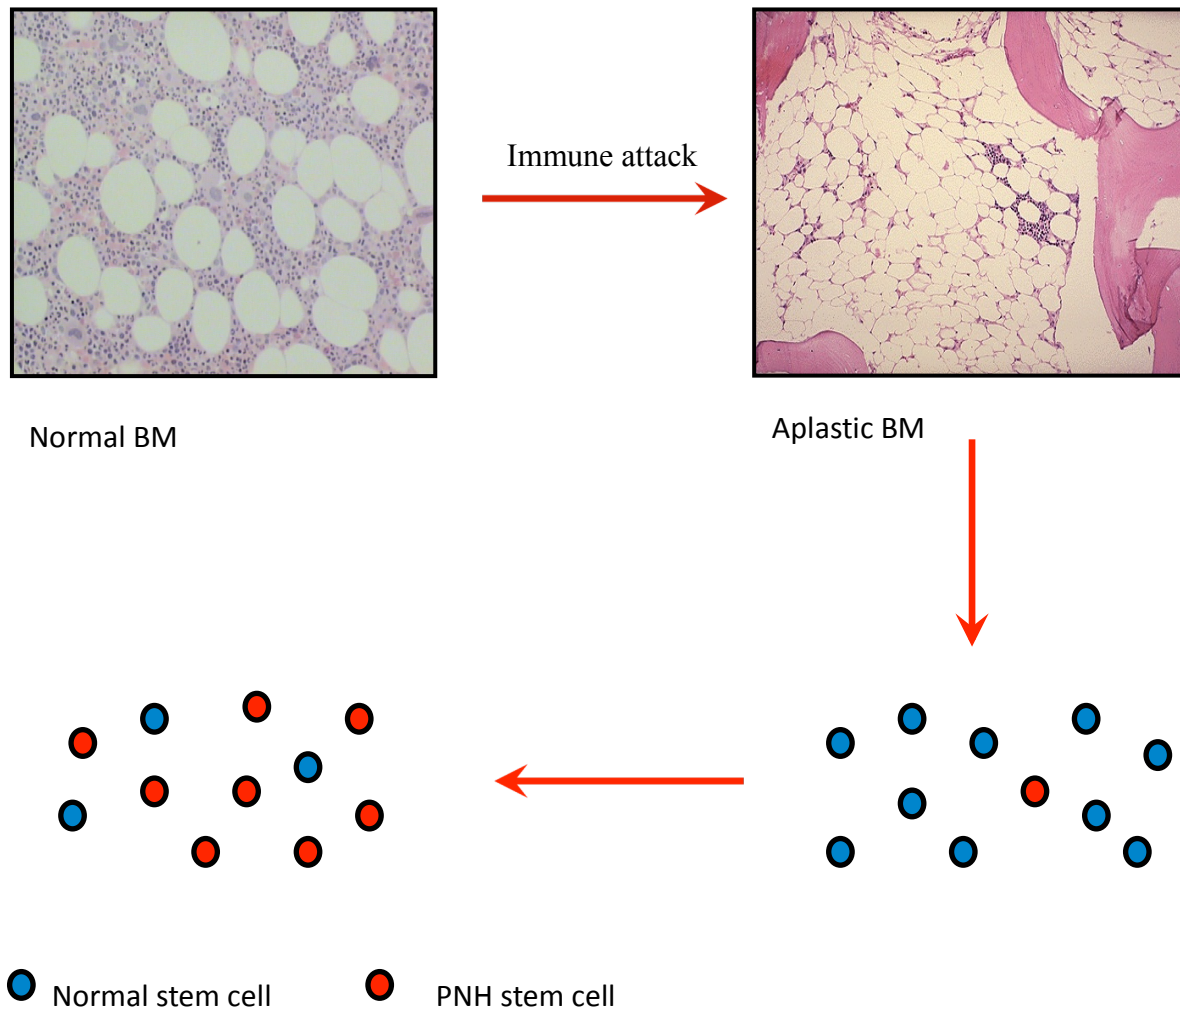 Immune attack
Normal BM
Aplastic BM
Normal stem cell
PNH stem cell